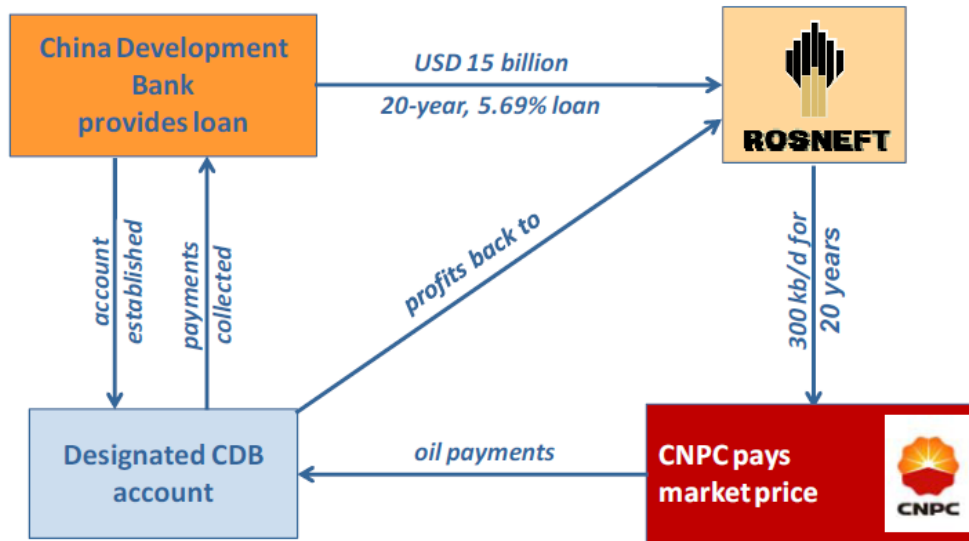 China Development
Bank
provides loan
USD 15 billion
20-year, 5.69% loan
ROSNEFT
account
established
payments
collected
profits back to
300 kb/d for
20 years
Designated CDB
account
oil payments
CNPC pays
market price
CNPC